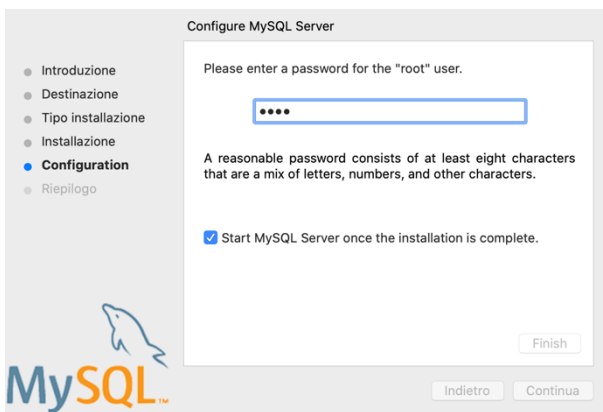 Configure MySQL Server
Introduzione
Destinazione
Tipo installazione
Installazione
Configuration
Riepilogo
Please enter a password for the "root" user.
••••
A reasonable password consists of at least eight characters
that are a mix of letters, numbers, and other characters.
Start MySQL Server once the installation is complete.
Finish
MySQL™
Indietro
Continua